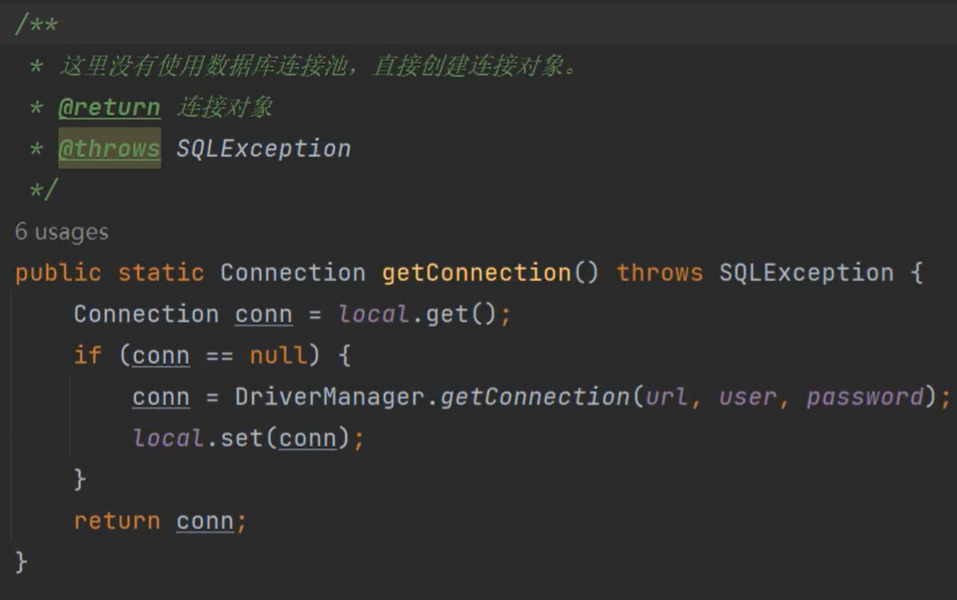 /**
 * 这里没有使用数据库连接池，直接创建连接对象。
 * @return 连接对象
 * @throws SQLException
 */
6 usages
public static Connection getConnection() throws SQLException {
    Connection conn = local.get();
    if (conn == null) {
        conn = DriverManager.getConnection(url, user, password);
        local.set(conn);
    }
    return conn;
}